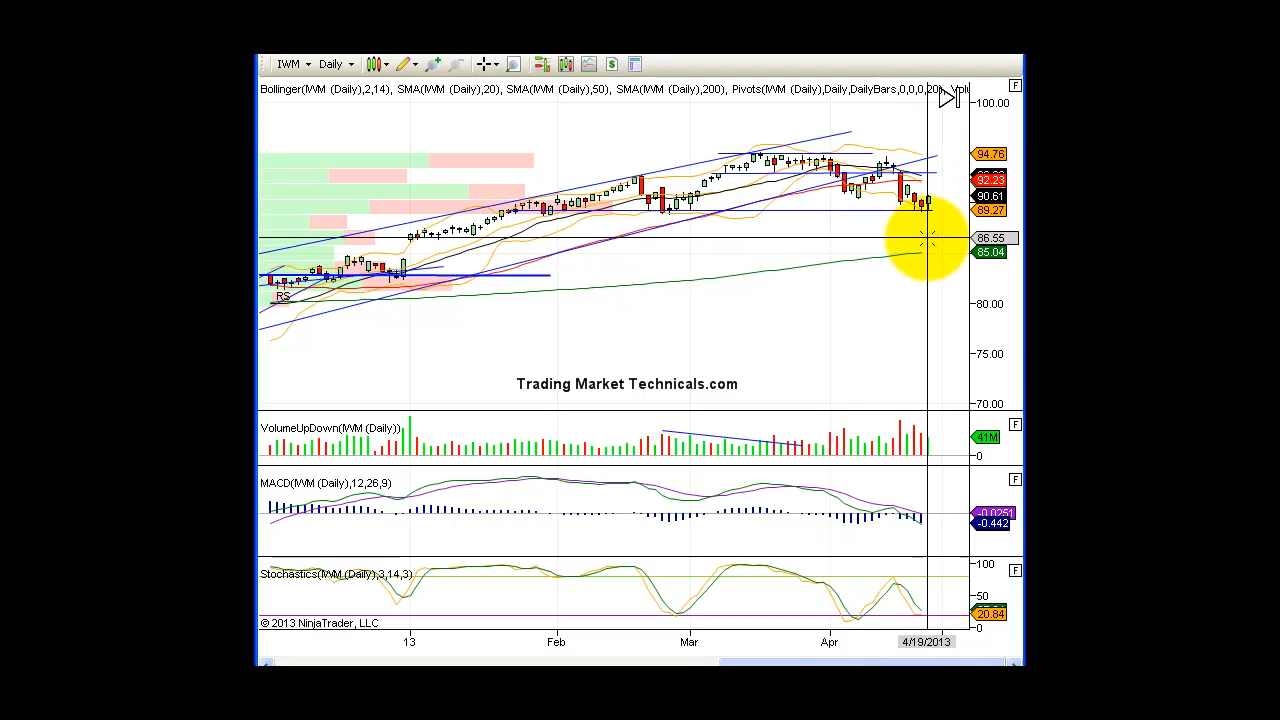 IWM Daily
Bollinger(IWM (Daily),2,14), SMA(IWM (Daily),20), SMA(IWM (Daily),50), SMA(IWM (Daily),200), Pivots(IWM (Daily),Daily,DailyBars,0,0,0,20), Volu
F
100.00
94.76
92.23
90.61
89.27
86.55
85.04
80.00
75.00
70.00
RS
Trading Market Technicals.com
VolumeUpDown(IWM (Daily))
F
41M
0
MACD(IWM (Daily),12,26,9)
F
-0.0251
-0.442
Stochastics(IWM (Daily),3,14,3)
F
100
50
20.84
0
© 2013 NinjaTrader, LLC
13 Feb Mar Apr 4/19/2013